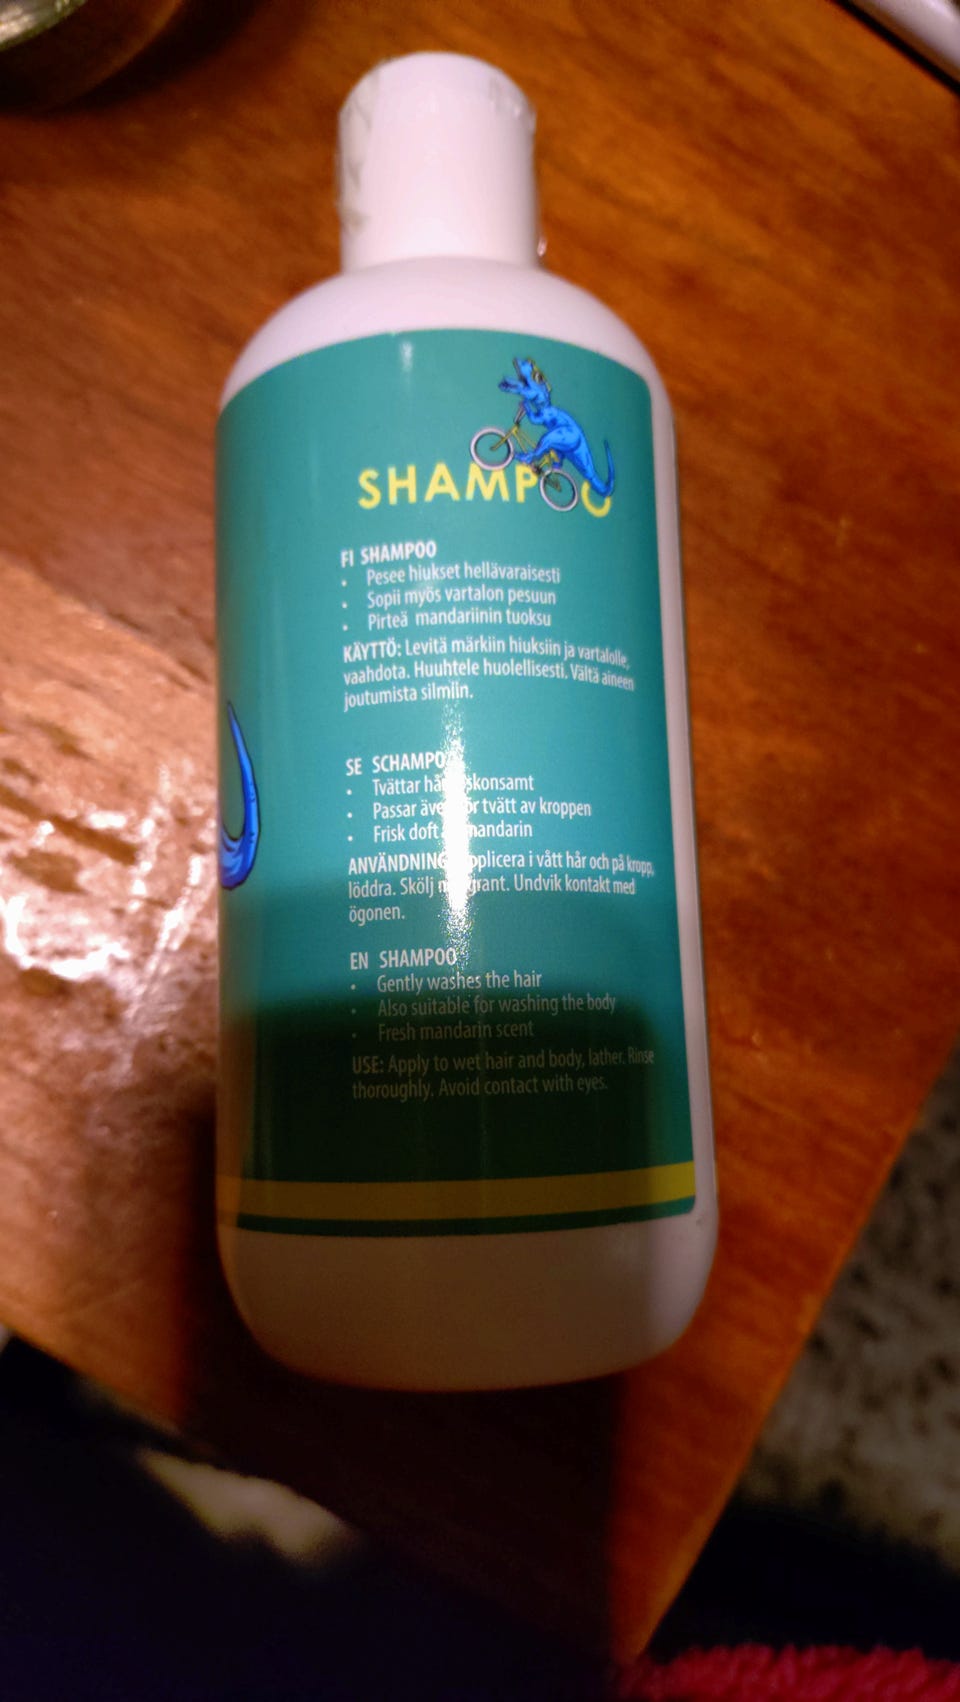 SHAMPOO
FI SHAMPOO
• Pesee hiukset hellävaraisesti
• Sopii myös vartalon pesuun
• Pirteä mandariinin tuoksu
KÄYTTÖ: Levitä märkiin hiuksiin ja vartalolle,
vaahdota. Huuhtele huolellisesti. Vältä aineen
joutumista silmiin.
SE SCHAMPO
• Tvättar skonsamt
• Passar tvätt av kroppen
• Frisk doft mandarin
ANVÄNDNING i vått hår och på kropp,
löddra. Skölj Undvik kontakt med
ögonen.
EN SHAMPOO
• Gently washes the hair
• Also suitable for washing the body
• Fresh mandarin scent
USE: Apply to wet hair and body, lather. Rinse
thoroughly. Avoid contact with eyes.